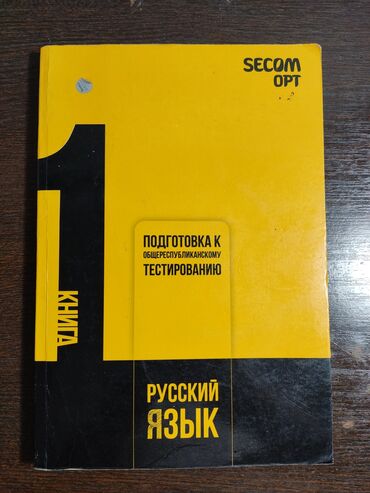 SECOM
ОРТ
1
КНИГА
ПОДГОТОВКА К
ОБЩЕРЕСПУБЛИКАНСКОМУ
ТЕСТИРОВАНИЮ
РУССКИЙ
ЯЗЫК